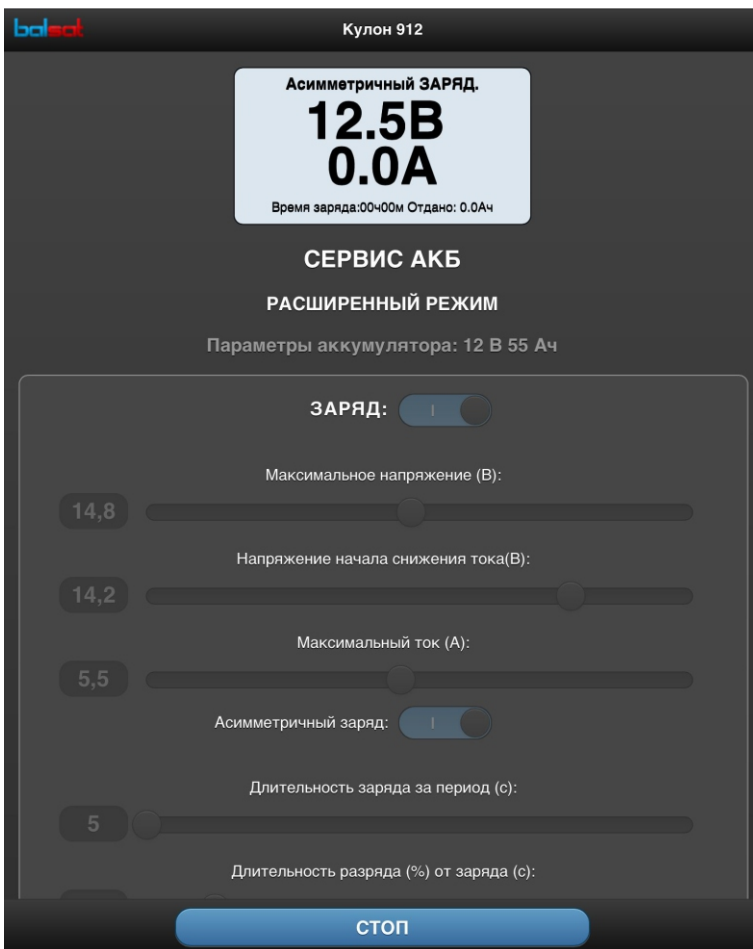 balsat
Кулон 912
Асимметричный ЗАРЯД.
12.5В
0.0А
Время заряда:00ч00м Отдано: 0.0Ач
СЕРВИС АКБ
РАСШИРЕННЫЙ РЕЖИМ
Параметры аккумулятора: 12 В 55 Ач
ЗАРЯД: I
Максимальное напряжение (В):
14,8
Напряжение начала снижения тока(В):
14,2
Максимальный ток (А):
5,5
Асимметричный заряд: I
Длительность заряда за период (с):
5
Длительность разряда (%) от заряда (с):
СТОП